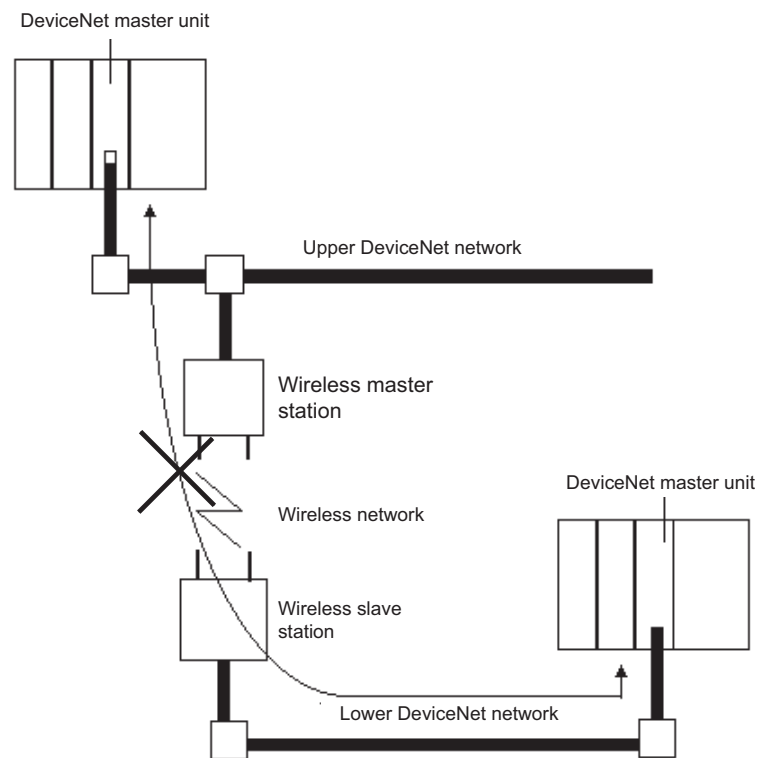 DeviceNet master unit
Upper DeviceNet network
Wireless master
station
DeviceNet master unit
Wireless network
Wireless slave
station
Lower DeviceNet network